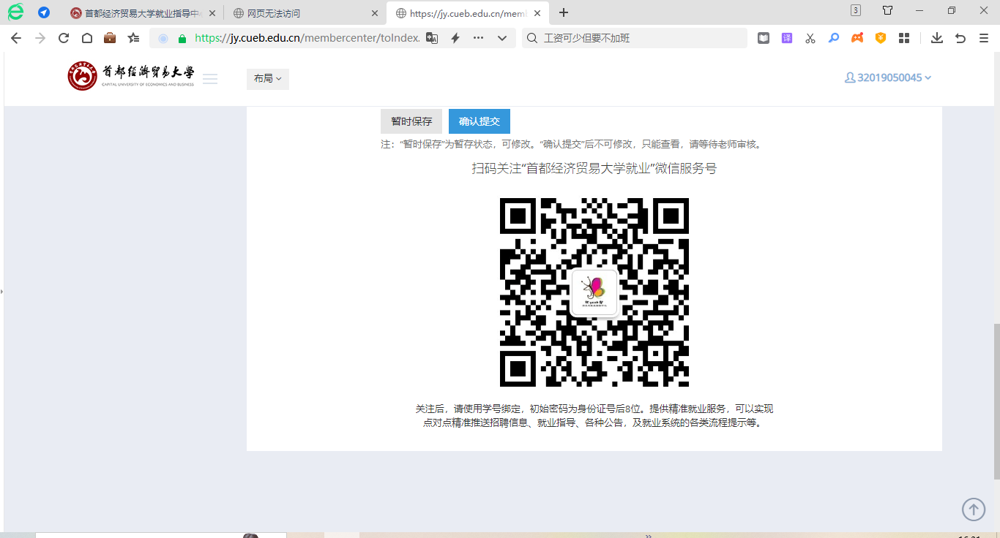 首都经济贸易大学就业指导中心
网页无法访问
https://jy.cueb.edu.cn/memb
3
https://jy.cueb.edu.cn/membercenter/toIndex.
工资可少但要不加班
译
首都经济贸易大学
CAPITAL UNIVERSITY OF ECONOMICS AND BUSINESS
布局
32019050045
暂时保存
确认提交
注：“暂时保存”为暂存状态，可修改。“确认提交”后不可修改，只能查看，请等待老师审核。
扫码关注“首都经济贸易大学就业”微信服务号
关注后，请使用学号绑定，初始密码为身份证号后8位。提供精准就业服务，可以实现
点对点精准推送招聘信息、就业指导、各种公告，及就业系统的各类流程提示等。